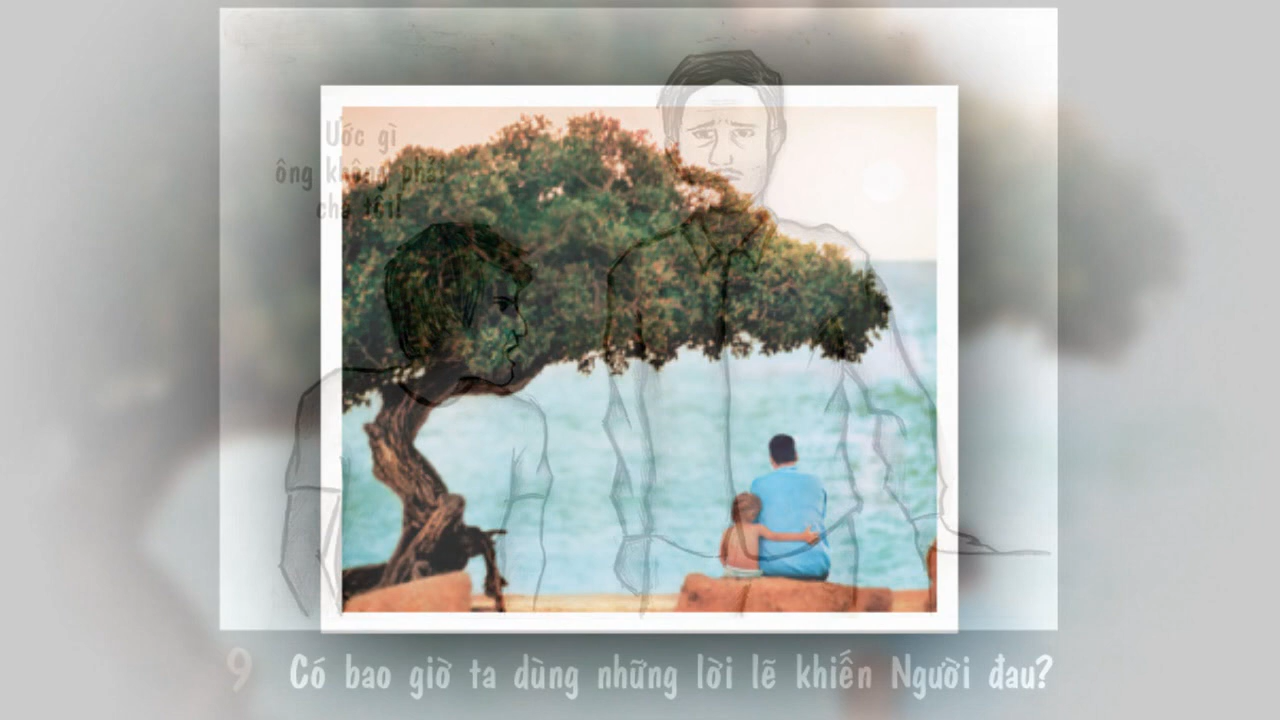 Ước gì
ông không phải
cha tôi!
9 Có bao giờ ta dùng những lời lẽ khiến Người đau?